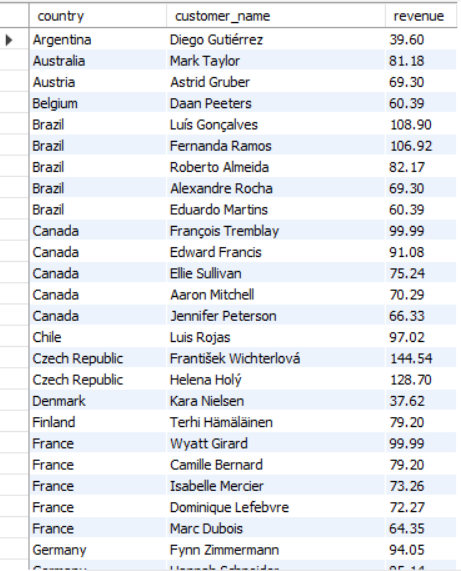 country customer_name revenue
Argentina Diego Gutiérrez 39.60
Australia Mark Taylor 81.18
Austria Astrid Gruber 69.30
Belgium Daan Peeters 60.39
Brazil Luís Gonçalves 108.90
Brazil Fernanda Ramos 106.92
Brazil Roberto Almeida 82.17
Brazil Alexandre Rocha 69.30
Brazil Eduardo Martins 60.39
Canada François Tremblay 99.99
Canada Edward Francis 91.08
Canada Ellie Sullivan 75.24
Canada Aaron Mitchell 70.29
Canada Jennifer Peterson 66.33
Chile Luis Rojas 97.02
Czech Republic František Wichterlová 144.54
Czech Republic Helena Holý 128.70
Denmark Kara Nielsen 37.62
Finland Terhi Hämäläinen 79.20
France Wyatt Girard 99.99
France Camille Bernard 79.20
France Isabelle Mercier 73.26
France Dominique Lefebvre 72.27
France Marc Dubois 64.35
Germany Fynn Zimmermann 94.05